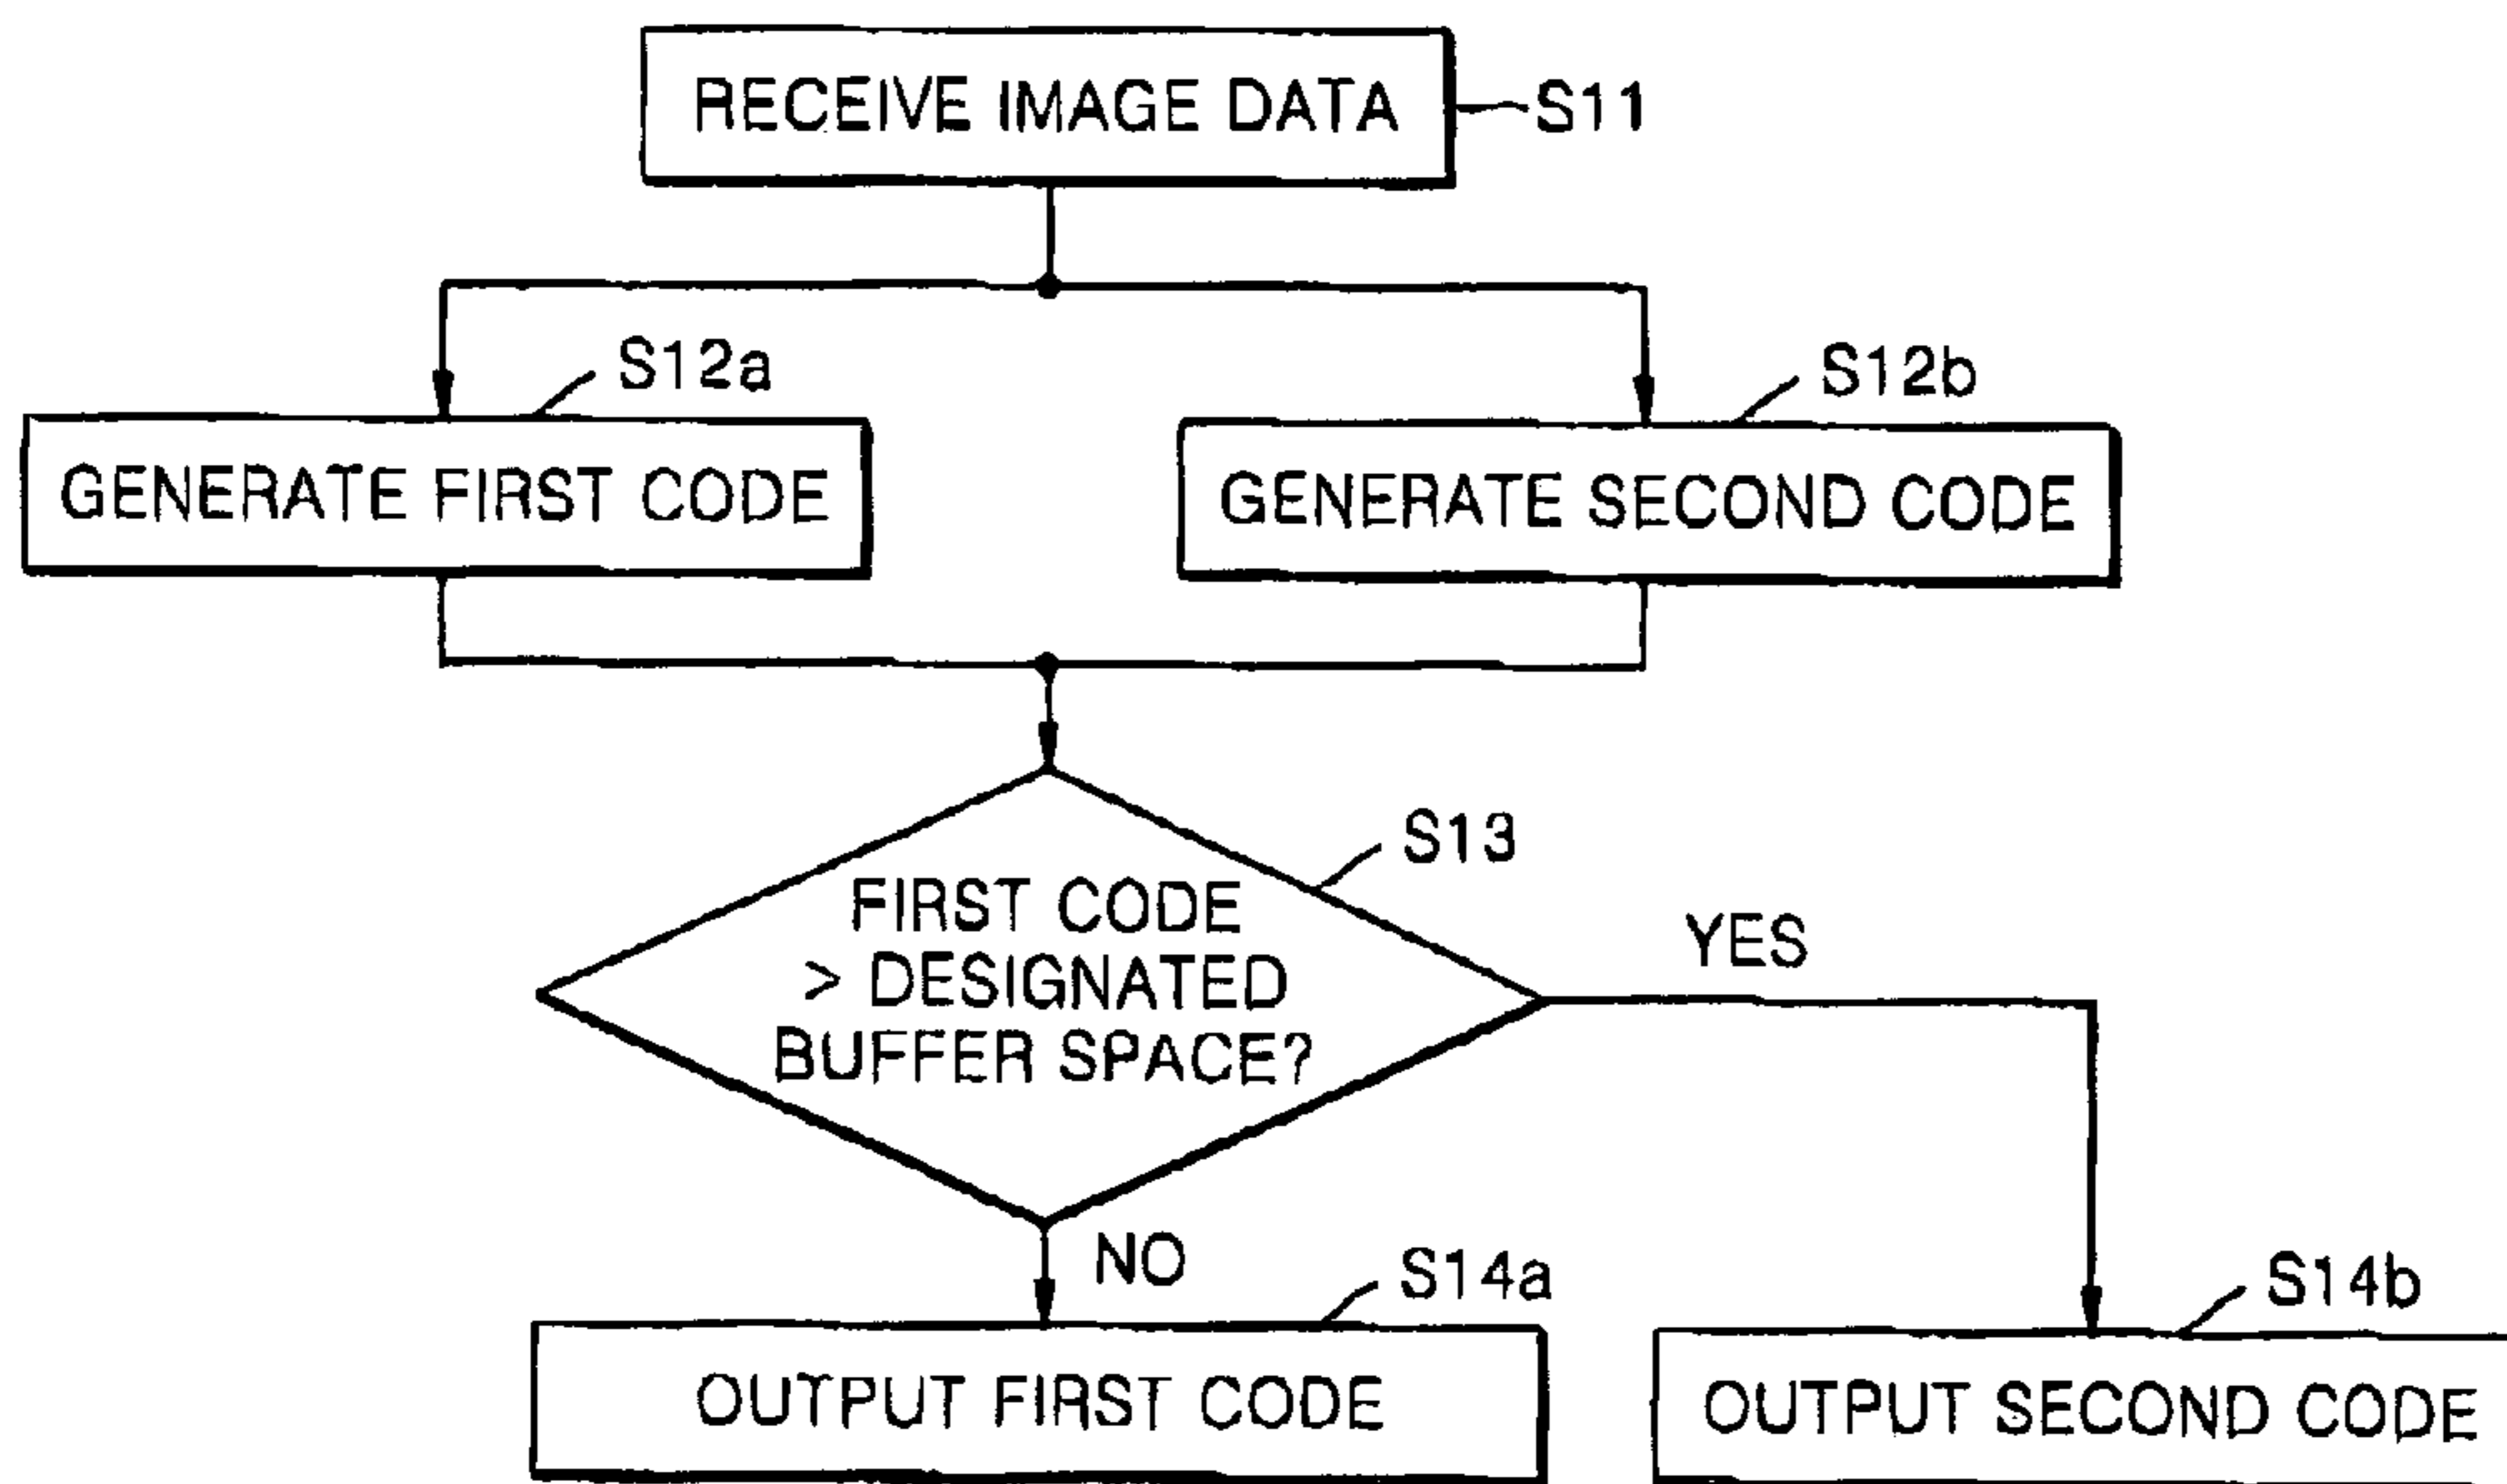 RECEIVE IMAGE DATA
S11
S12a
S12b
GENERATE FIRST CODE
GENERATE SECOND CODE
S13
FIRST CODE
> DESIGNATED
BUFFER SPACE?
YES
NO
S14a
S14b
OUTPUT FIRST CODE
OUTPUT SECOND CODE